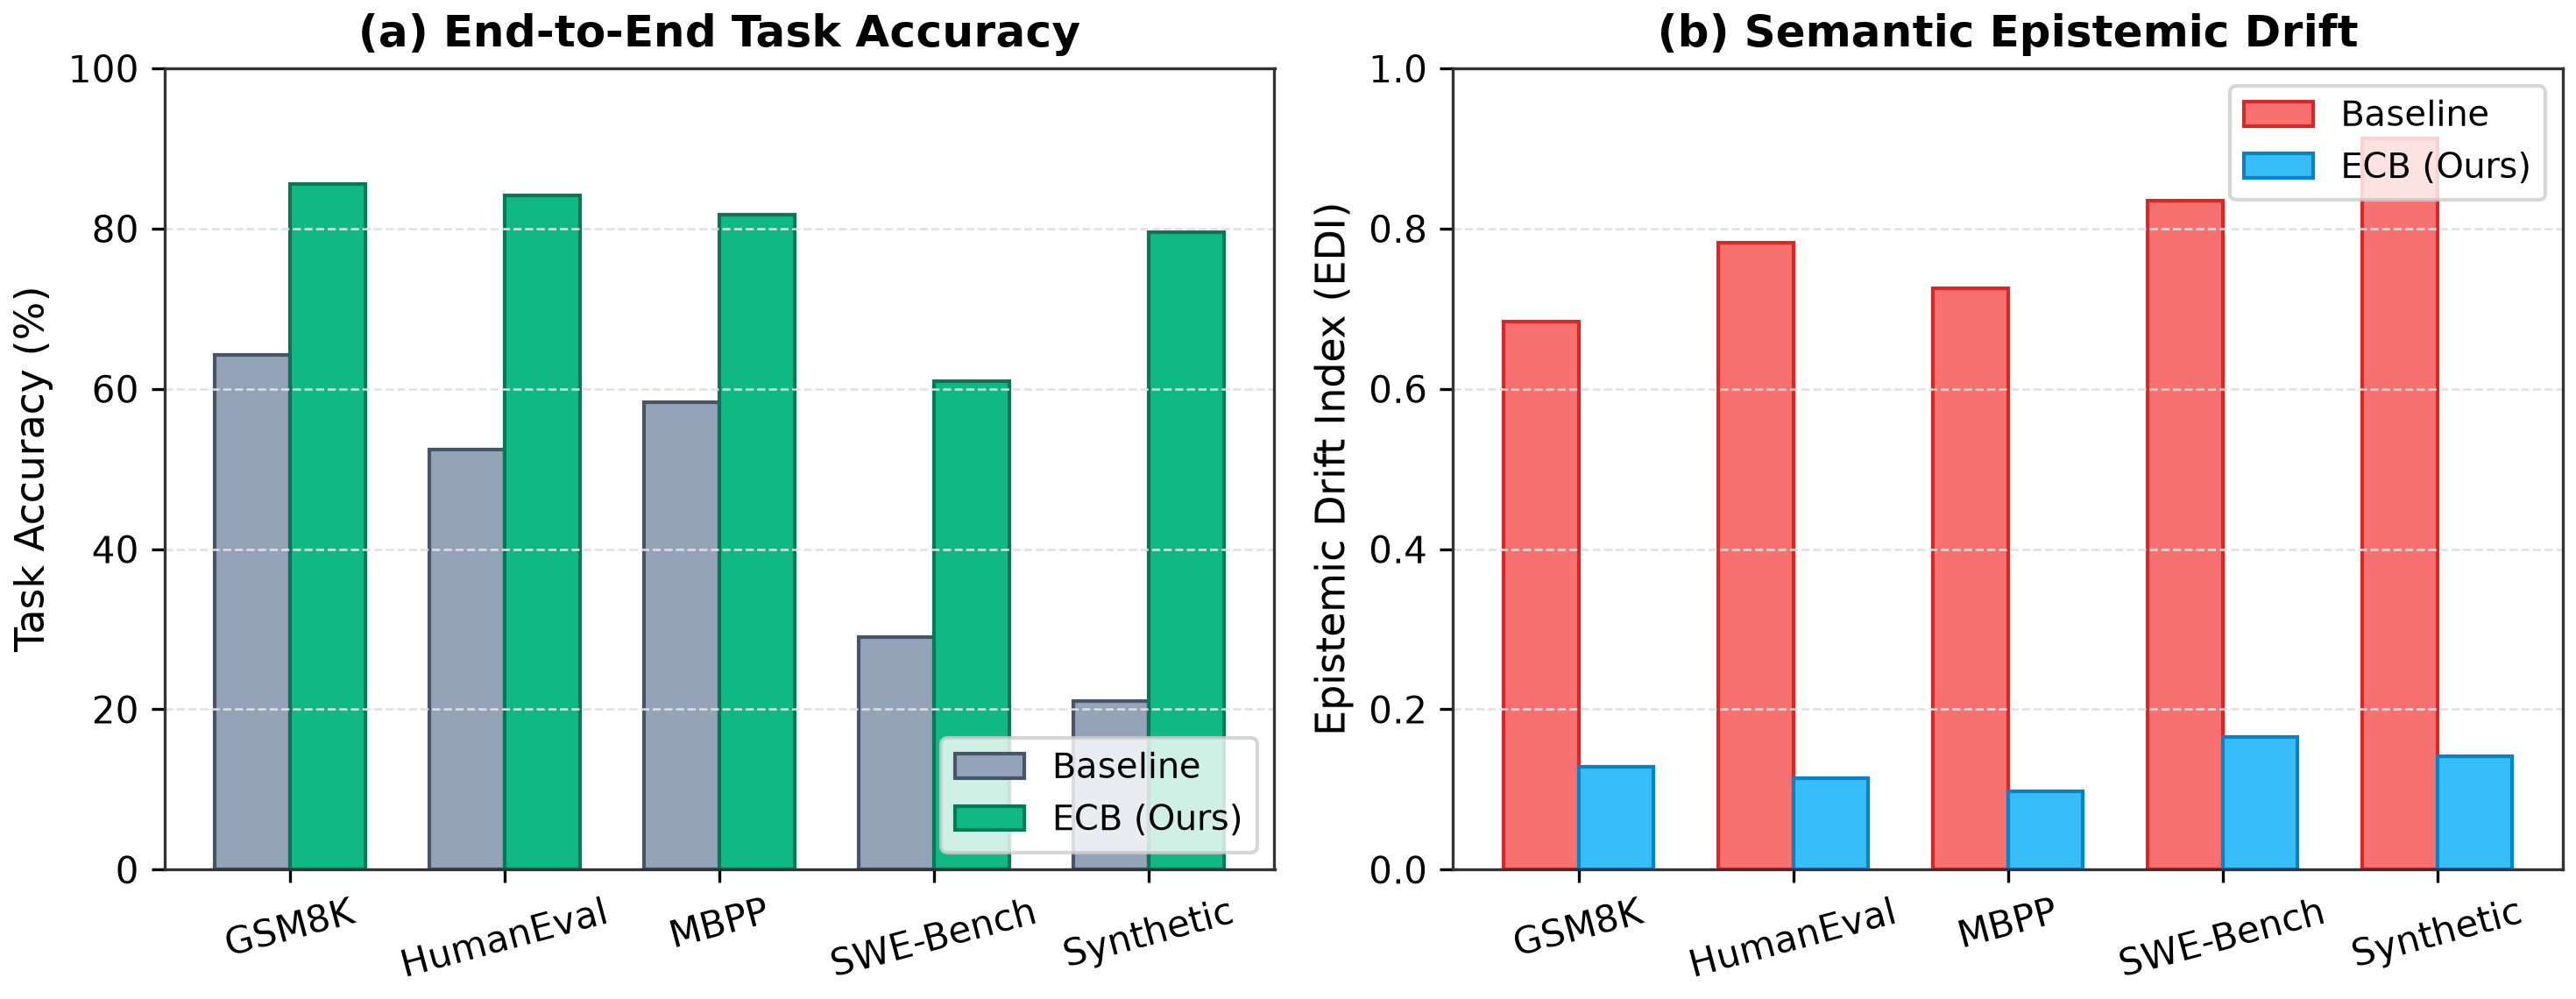 (a) End-to-End Task Accuracy
Task Accuracy (%)
100
80
60
40
20
0
Baseline
ECB (Ours)
GSM8K
HumanEval
MBPP
SWE-Bench
Synthetic
(b) Semantic Epistemic Drift
Epistemic Drift Index (EDI)
1.0
0.8
0.6
0.4
0.2
0.0
Baseline
ECB (Ours)
GSM8K
HumanEval
MBPP
SWE-Bench
Synthetic